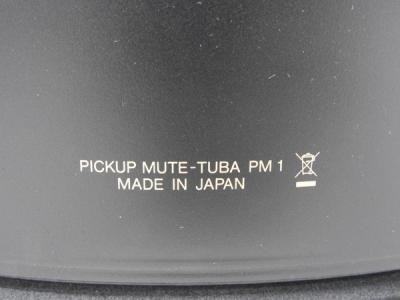 PICKUP MUTE-TUBA PM 1
MADE IN JAPAN